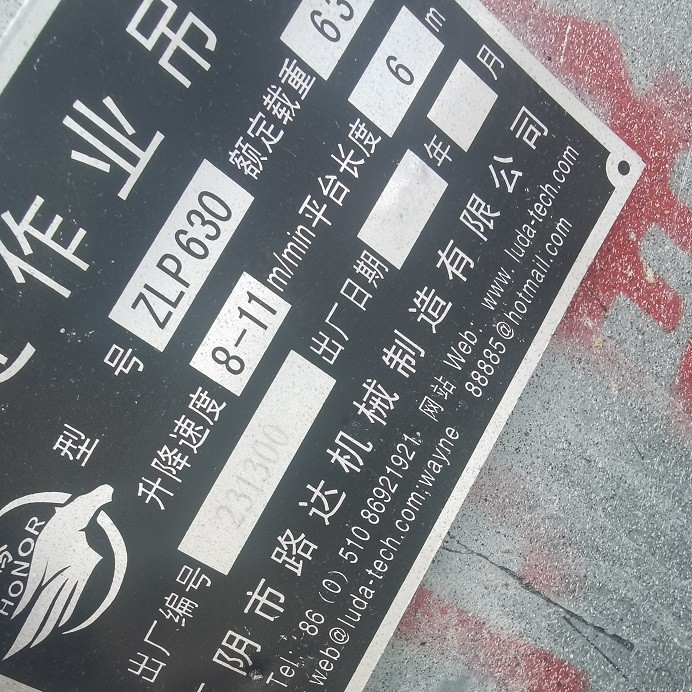 作业吊
型号 ZLP630 额定载重 63
升降速度 8-11 m/min 平台长度 6 m
出厂编号 231300 出厂日期 年 月
阴市路达机械制造有限公司
Tel: 86(0)510 86921921. 网站 Web www. luda-tech.com
web@luda-tech.com;wayne 88885@hotmail.com
HONOR